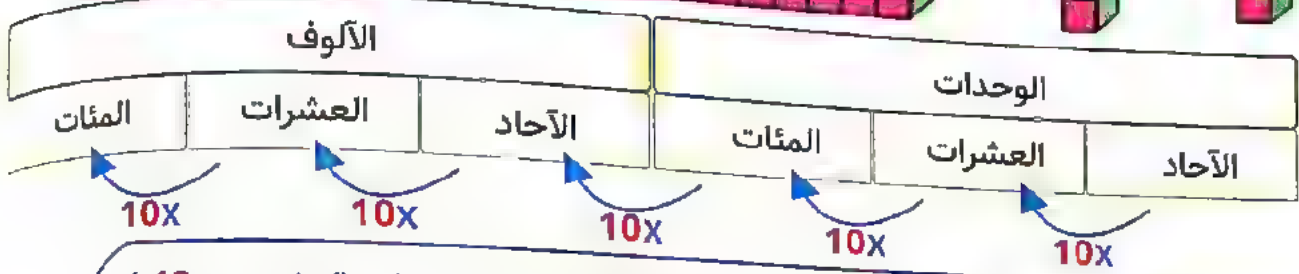 الوحدات الآلوف
الآحاد العشرات المئات الآحاد العشرات المئات
10x 10x 10x 10x 10x